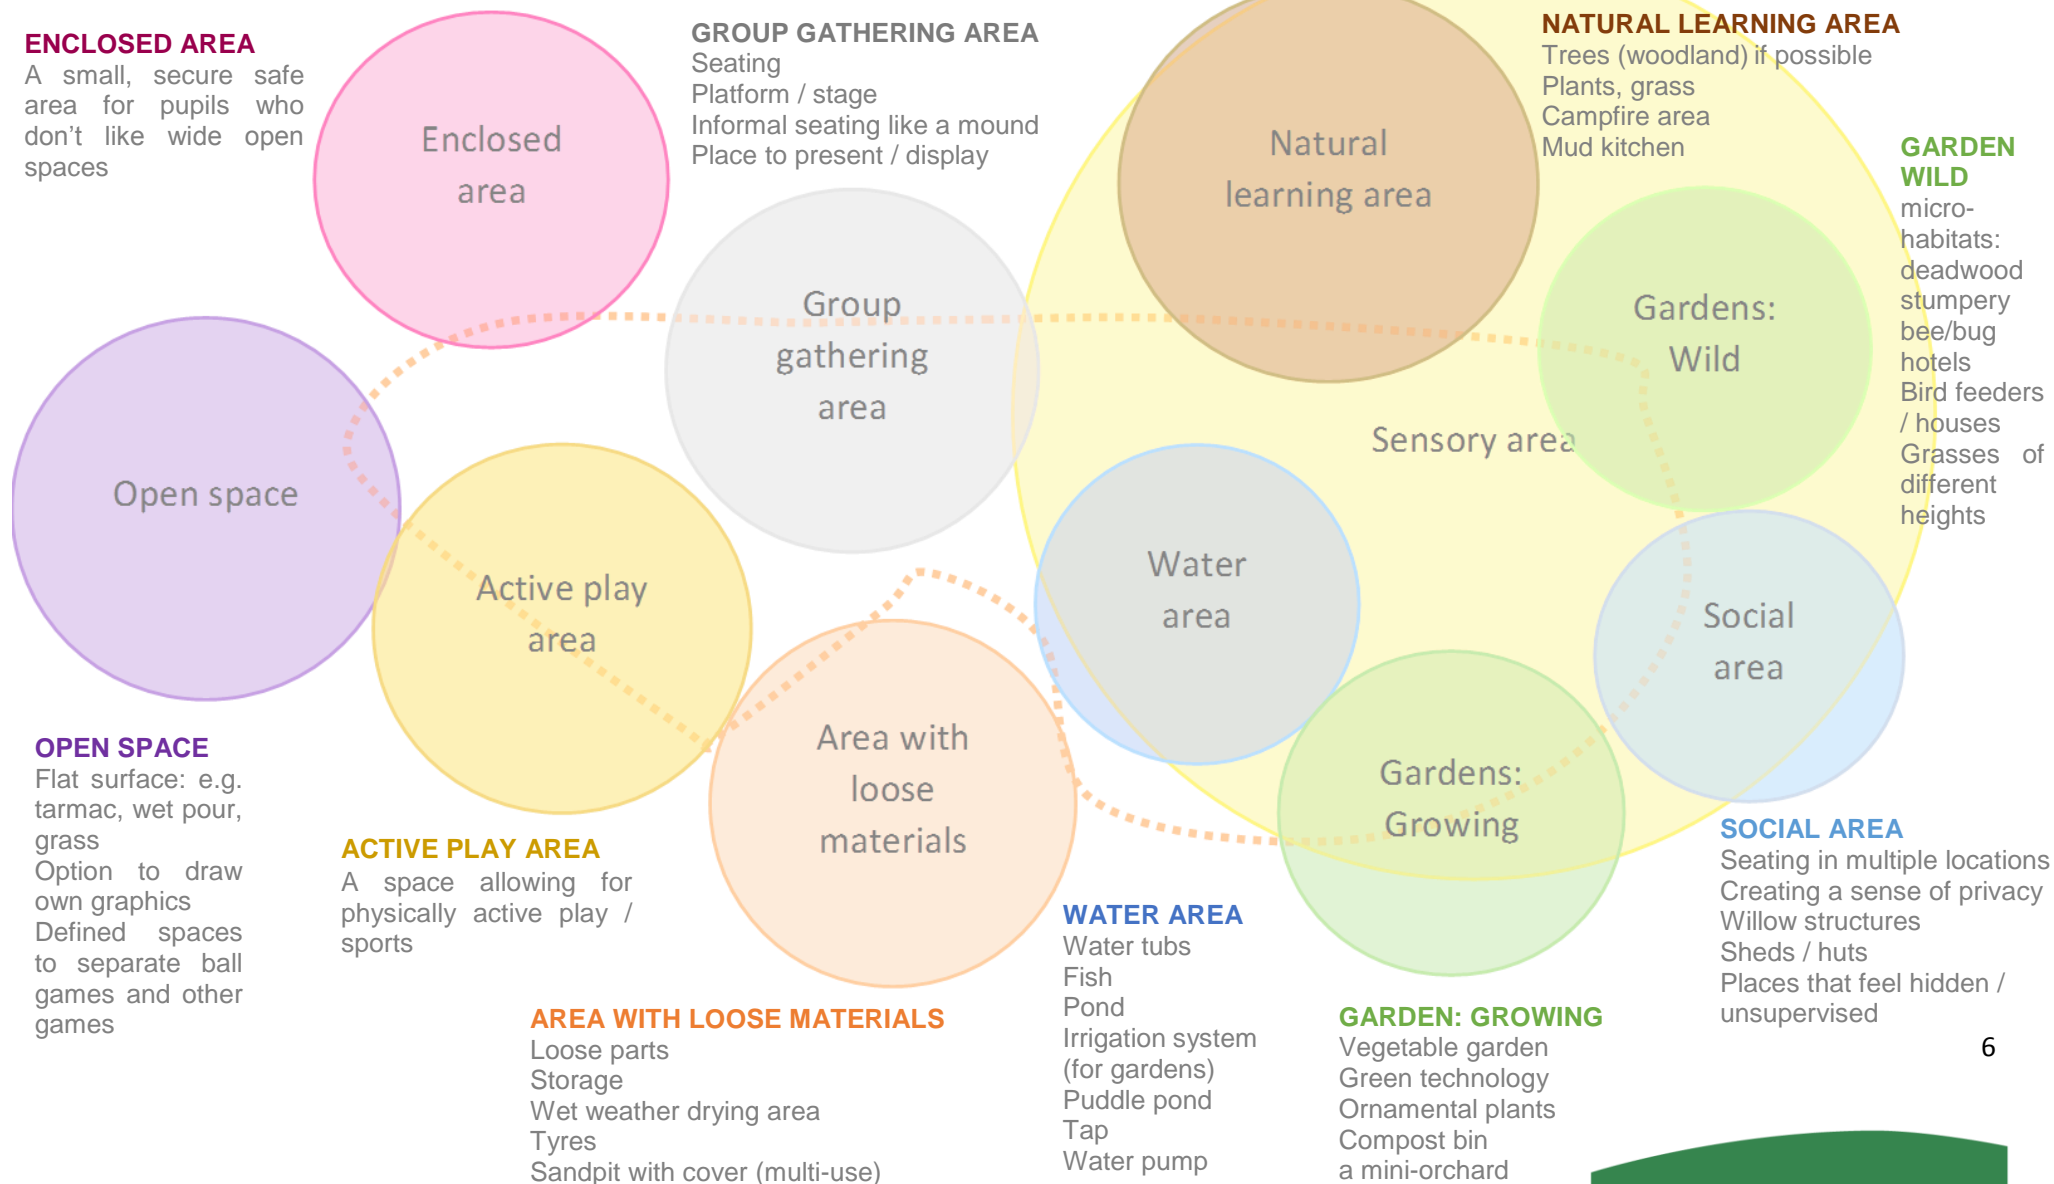 ENCLOSED AREA
A small, secure safe
area for pupils who
don't like wide open
spaces
GROUP GATHERING AREA
Seating
Platform / stage
Informal seating like a mound
Place to present / display
NATURAL LEARNING AREA
Trees (woodland) if possible
Plants, grass
Campfire area
Mud kitchen
GARDEN
WILD
micro-
habitats:
deadwood
stumpery
bee/bug
hotels
Bird feeders
/ houses
Grasses of
different
heights
Enclosed
area
Natural
learning area
Group
gathering
area
Gardens:
Wild
Sensory area
Open space
Active play
area
Water
area
Social
area
Area with
loose
materials
Gardens:
Growing
OPEN SPACE
Flat surface: e.g.
tarmac, wet pour,
grass
Option to draw
own graphics
Defined spaces
to separate ball
games and other
games
ACTIVE PLAY AREA
A space allowing for
physically active play /
sports
AREA WITH LOOSE MATERIALS
Loose parts
Storage
Wet weather drying area
Tyres
Sandpit with cover (multi-use)
WATER AREA
Water tubs
Fish
Pond
Irrigation system
(for gardens)
Puddle pond
Tap
Water pump
GARDEN: GROWING
Vegetable garden
Green technology
Ornamental plants
Compost bin
a mini-orchard
SOCIAL AREA
Seating in multiple locations
Creating a sense of privacy
Willow structures
Sheds / huts
Places that feel hidden /
unsupervised
6